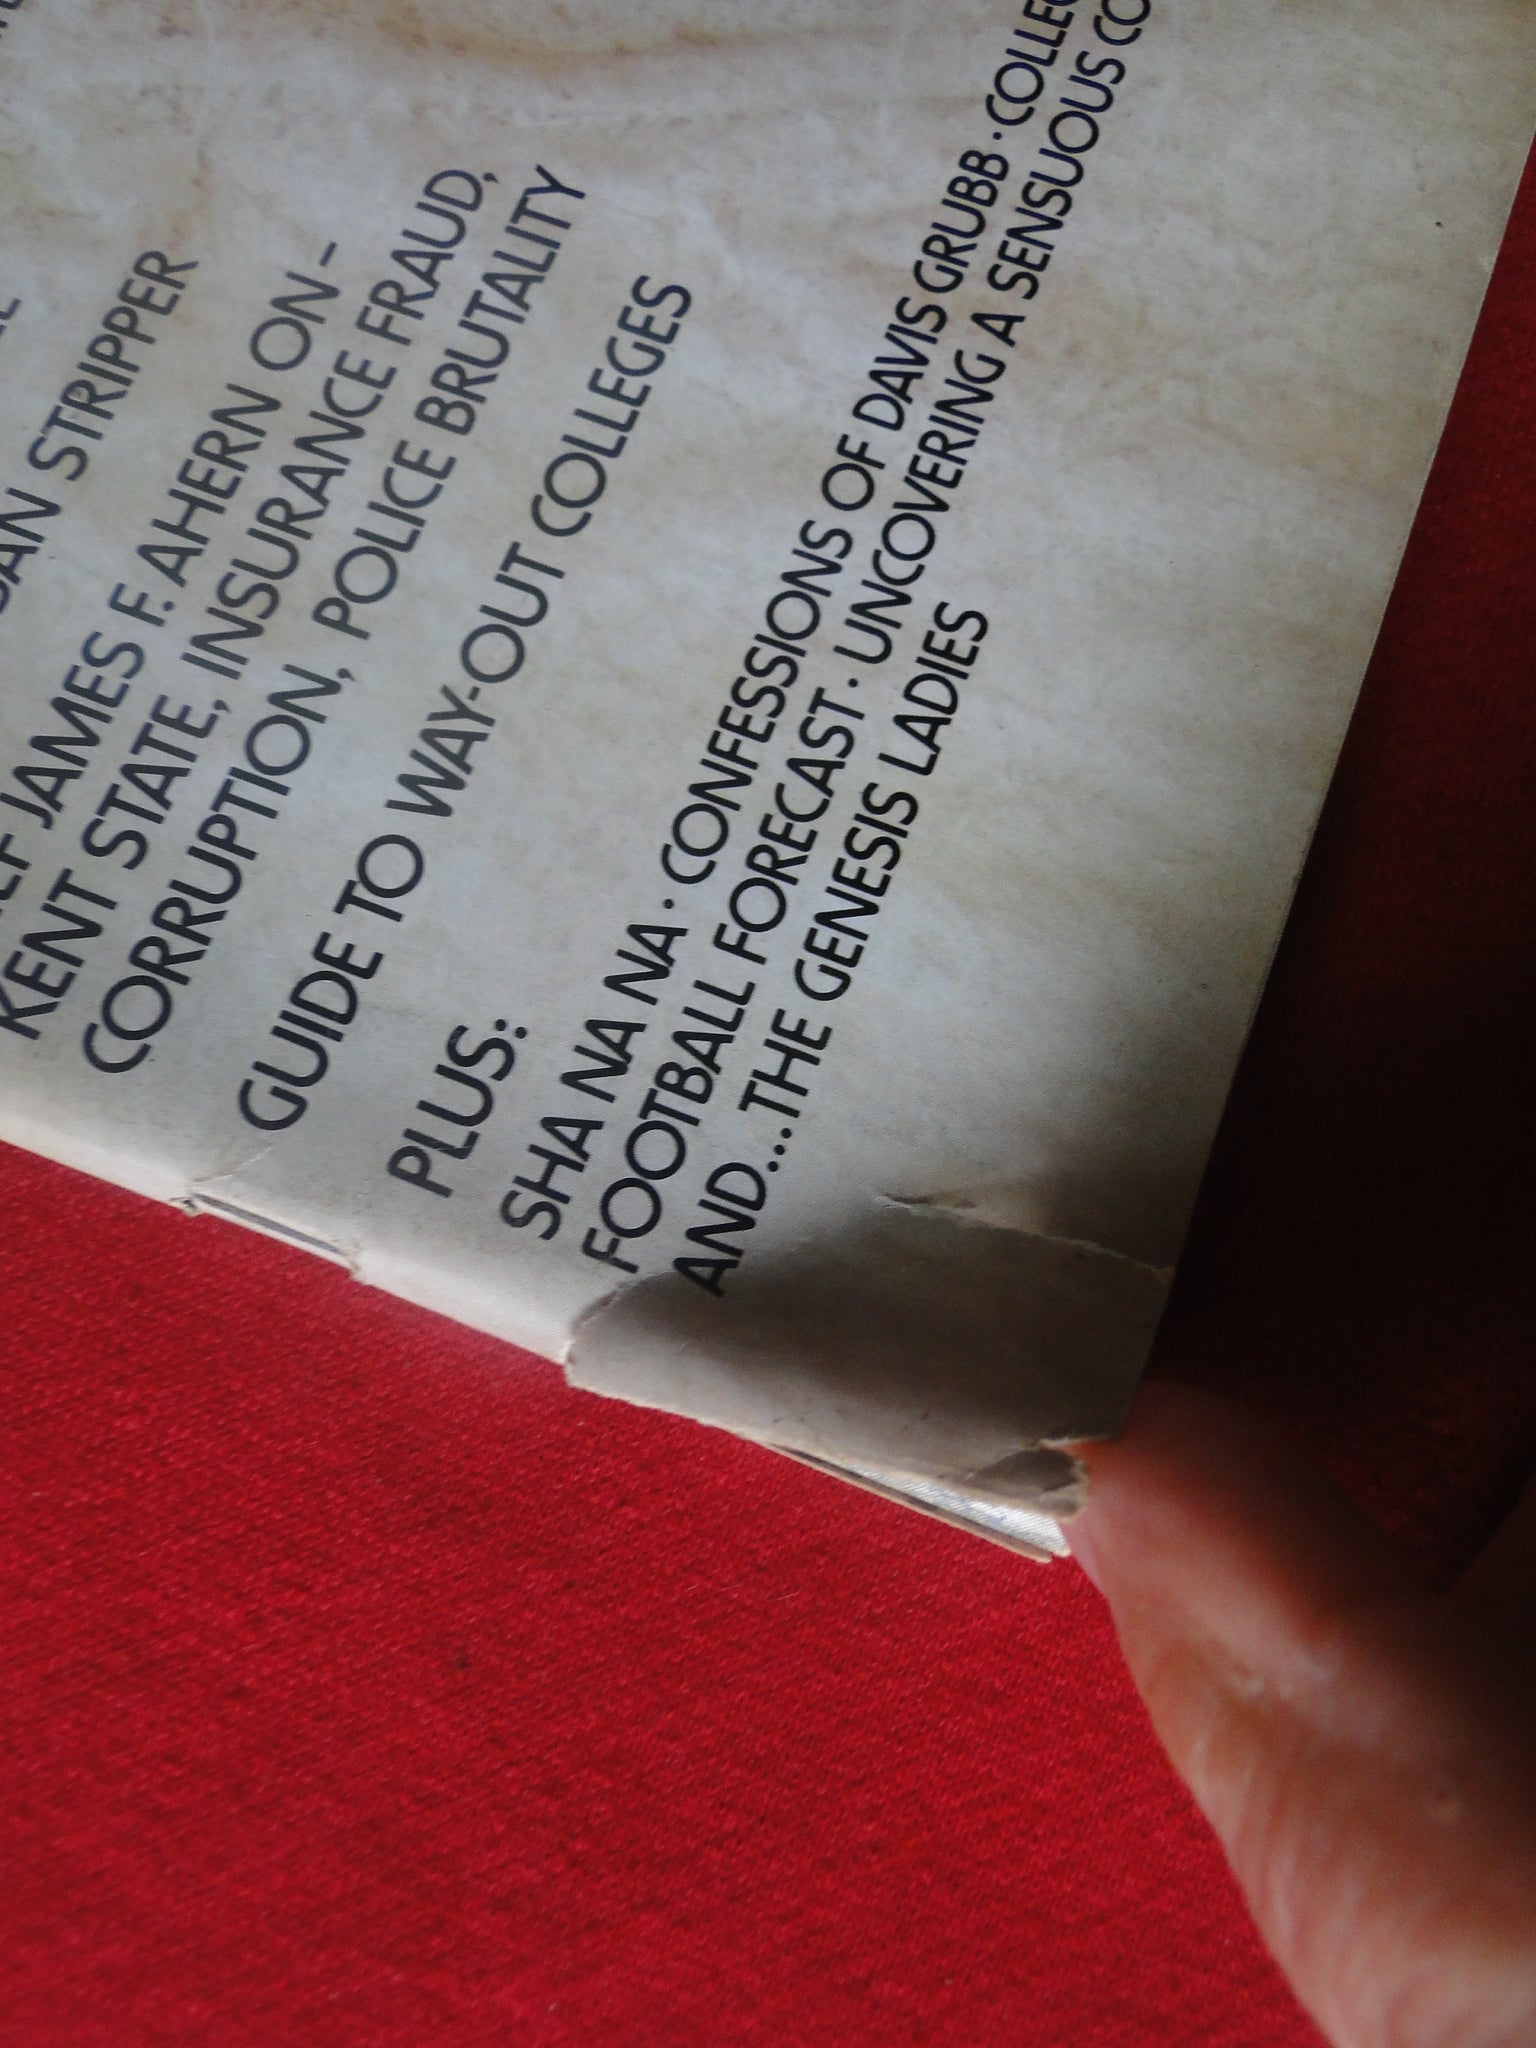 STRIPPER
JAMES F. AHERN ON–
KENT STATE, INSURANCE FRAUD,
CORRUPTION, POLICE BRUTALITY
GUIDE TO WAY-OUT COLLEGES
PLUS:
SHA NA NA · CONFESSIONS OF DAVIS GRUBB ·
FOOTBALL FORECAST · UNCOVERING A SENSUOUS
AND...THE GENESIS LADIES